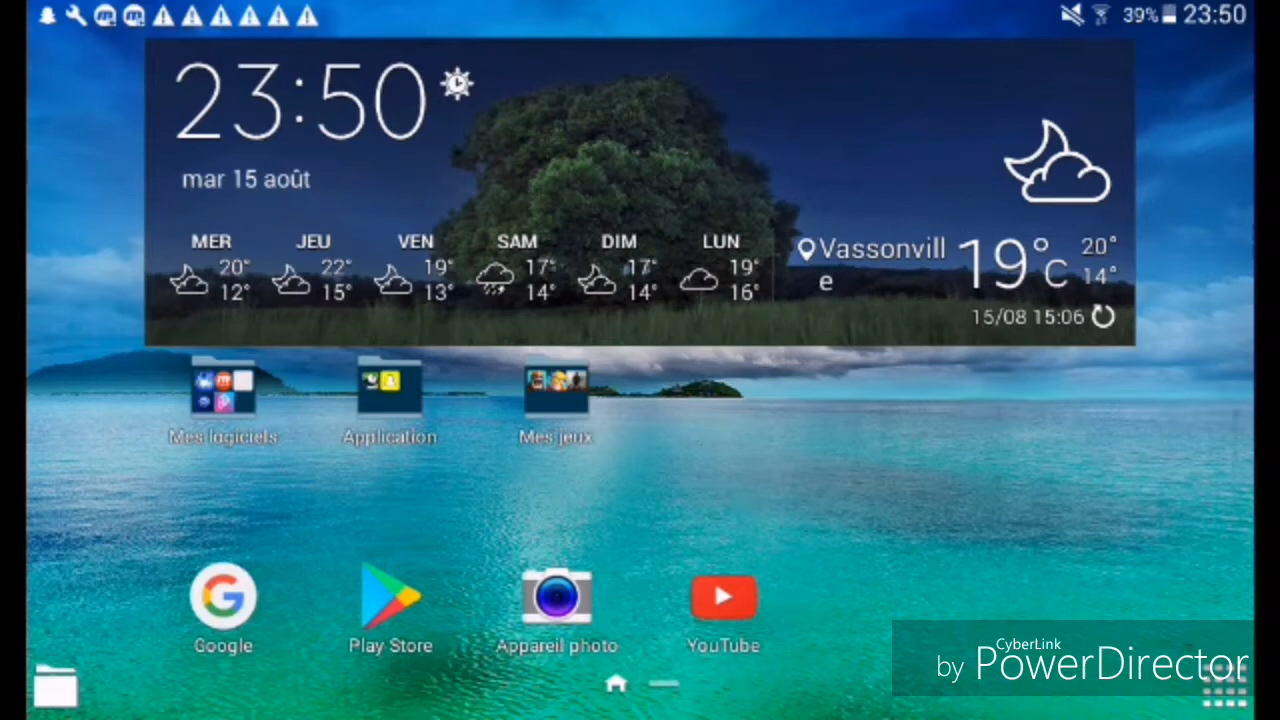 39% 23:50
23:50
mar 15 août
MER JEU VEN SAM DIM LUN
20° 22° 19° 17° 17° 19°
12° 15° 13° 14° 14° 16°
Vassonvill
e
19°C
20°
14°
15/08 15:06
Mes logiciels Application Mes jeux
Google Play Store Appareil photo YouTube
CyberLink
by PowerDirector